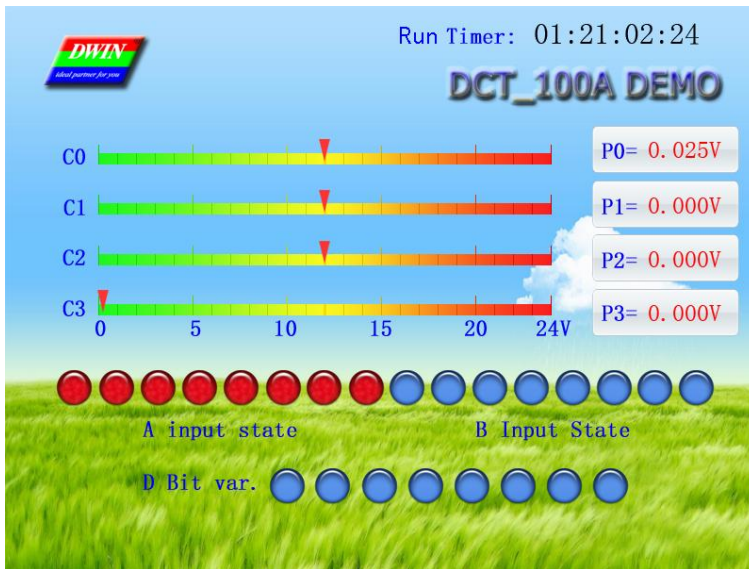 Run Timer: 01:21:02:24
DWIN
ideal partner for you
DCT_100A DEMO
C0 P0= 0.025V
C1 P1= 0.000V
C2 P2= 0.000V
C3 P3= 0.000V
0 5 10 15 20 24V
A input state B Input State
D Bit var.